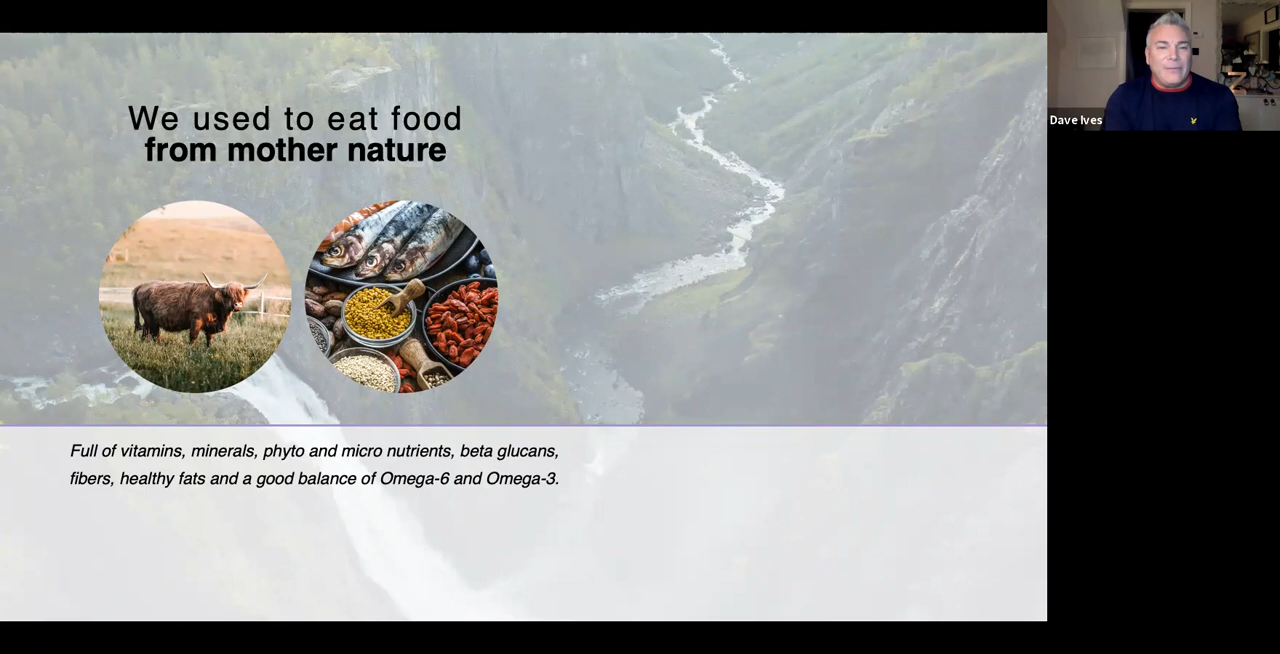 We used to eat food
from mother nature
Full of vitamins, minerals, phyto and micro nutrients, beta glucans,
fibers, healthy fats and a good balance of Omega-6 and Omega-3.
Dave Ives